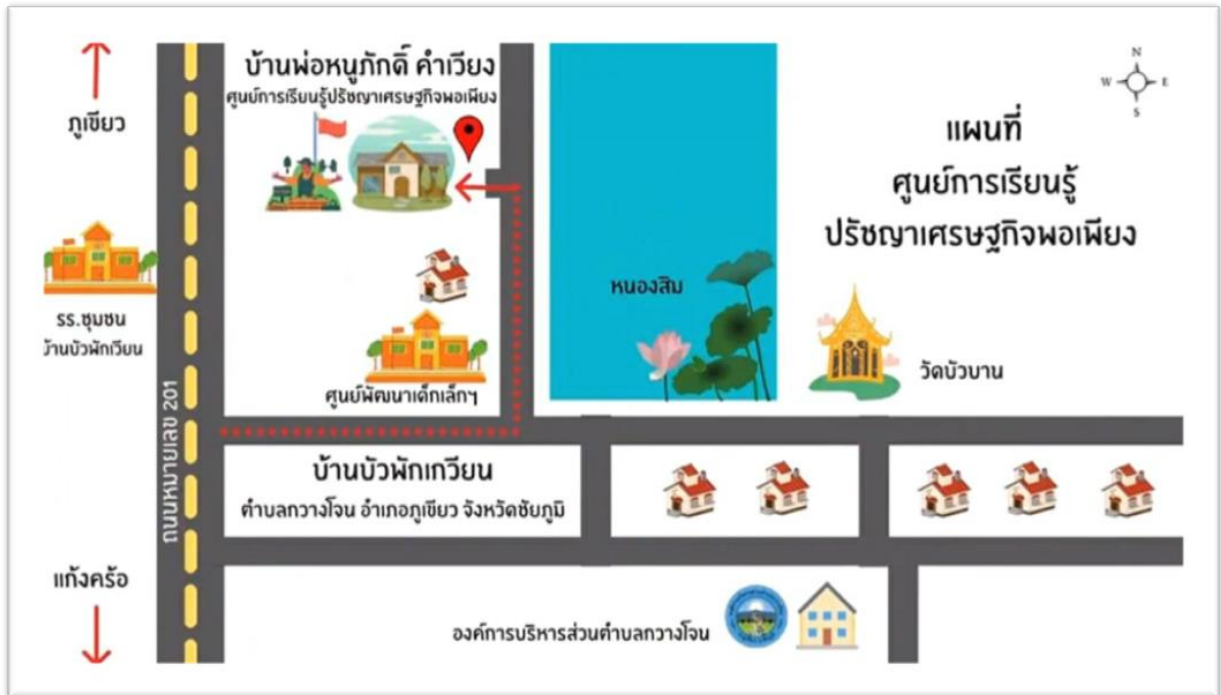 บ้านพ่อหนูภักดิ์ คำเวียง
ศูนย์การเรียนรู้ปรัชญาเศรษฐกิจพอเพียง
ภูเขียว
N
W E
S
แผนที่
ศูนย์การเรียนรู้
ปรัชญาเศรษฐกิจพอเพียง
รร.ชุมชน
บ้านบัวพักเวียน
หนองสิม
วัดบัวบาน
ศูนย์พัฒนาเด็กเล็กฯ
ถนนหมายเลข 201
บ้านบัวพักเกวียน
ตำบลกวางโจน อำเภอภูเขียว จังหวัดชัยภูมิ
แก้งคร้อ
องค์การบริหารส่วนตำบลกวางโจน